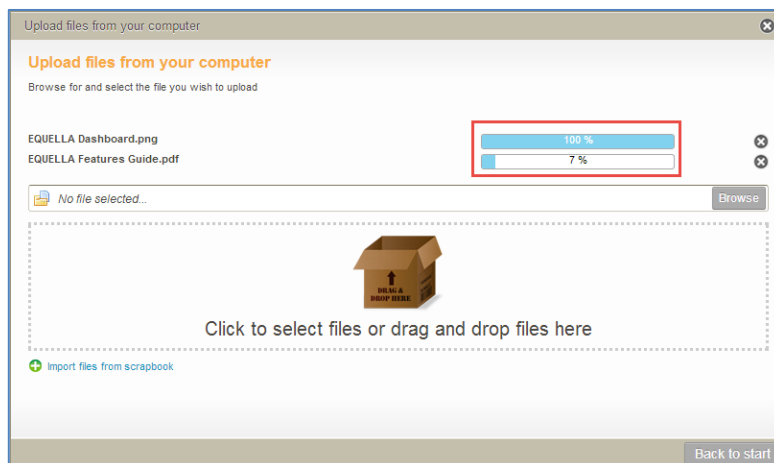 Upload files from your computer
Upload files from your computer
Browse for and select the file you wish to upload
EQUELLA Dashboard.png 100 %
EQUELLA Features Guide.pdf 7 %
No file selected... Browse
DRAG &
DROP HERE
Click to select files or drag and drop files here
Import files from scrapbook
Back to start